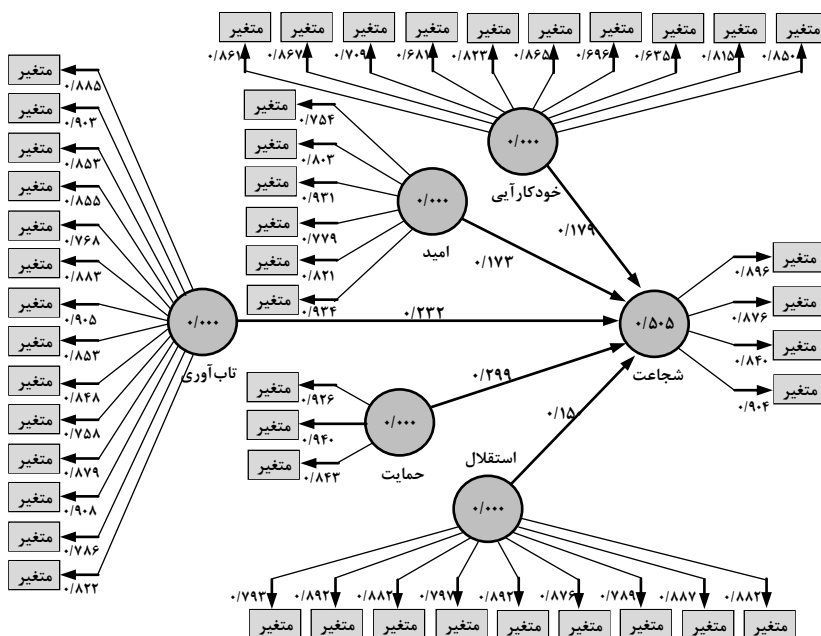 متغیر متغیر متغیر متغیر متغیر متغیر متغیر متغیر متغیر متغیر
۰/۸۶۱ ۰/۸۶۷ ۰/۷۰۹ ۰/۶۸۱ ۰/۸۲۳ ۰/۸۶۵ ۰/۶۹۶ ۰/۶۳۵ ۰/۸۱۵ ۰/۸۵۰
۰/۰۰۰
خودکارآیی
۰/۱۷۹
متغیر
۰/۷۵۴
متغیر
۰/۸۰۳
متغیر
۰/۹۳۱
متغیر
۰/۷۷۹
متغیر
۰/۸۲۱
متغیر
۰/۹۳۴
۰/۰۰۰
امید
۰/۱۷۳
متغیر
۰/۸۸۵
متغیر
۰/۹۰۳
متغیر
۰/۸۵۳
متغیر
۰/۸۵۵
متغیر
۰/۷۶۸
متغیر
۰/۸۸۳
متغیر
۰/۹۰۵
متغیر
۰/۸۵۳
متغیر
۰/۸۴۸
متغیر
۰/۷۵۸
متغیر
۰/۸۷۹
متغیر
۰/۹۰۸
متغیر
۰/۷۸۶
متغیر
۰/۸۲۲
۰/۰۰۰
تاب‌آوری
۰/۲۳۲
متغیر
۰/۸۹۶
متغیر
۰/۸۷۶
متغیر
۰/۸۴۰
متغیر
۰/۹۰۴
۰/۵۰۵
شجاعت
متغیر
۰/۹۲۶
متغیر
۰/۹۴۰
متغیر
۰/۸۴۳
۰/۰۰۰
حمایت
۰/۲۹۹
۰/۱۵
استقلال
۰/۰۰۰
۰/۷۹۳ ۰/۸۹۲ ۰/۸۸۲ ۰/۷۹۷ ۰/۸۹۲ ۰/۸۷۶ ۰/۷۸۹ ۰/۸۸۷ ۰/۸۸۲
متغیر متغیر متغیر متغیر متغیر متغیر متغیر متغیر متغیر